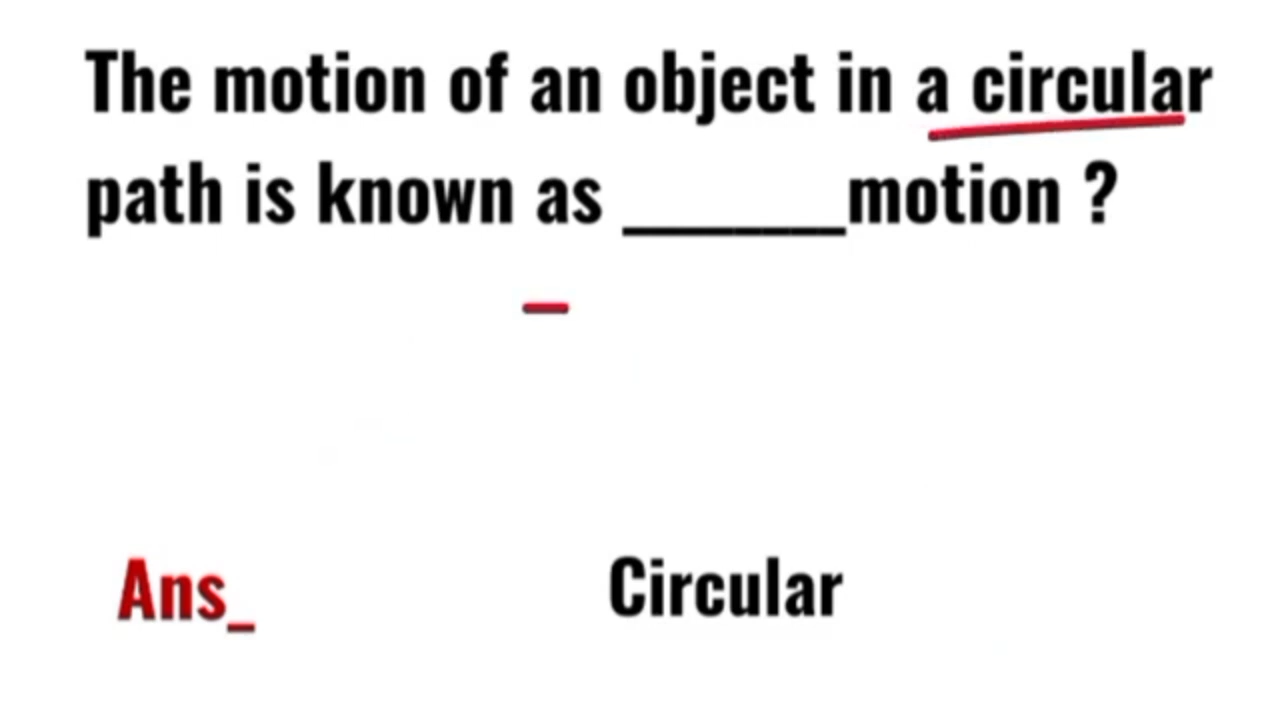 The motion of an object in a circular
path is known as ______motion ?
Ans_ Circular